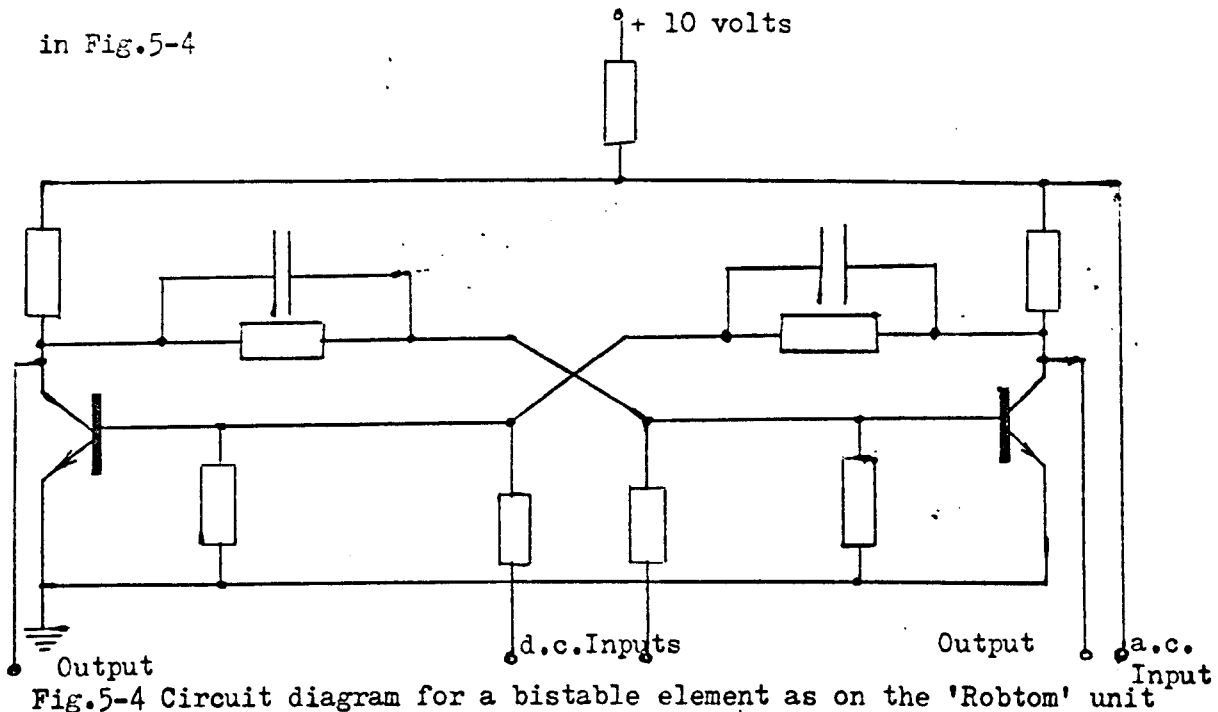 + 10 volts
in Fig.5-4
Output
d.c.Inputs
Output
a.c.
Input
Fig.5-4 Circuit diagram for a bistable element as on the 'Robtom' unit